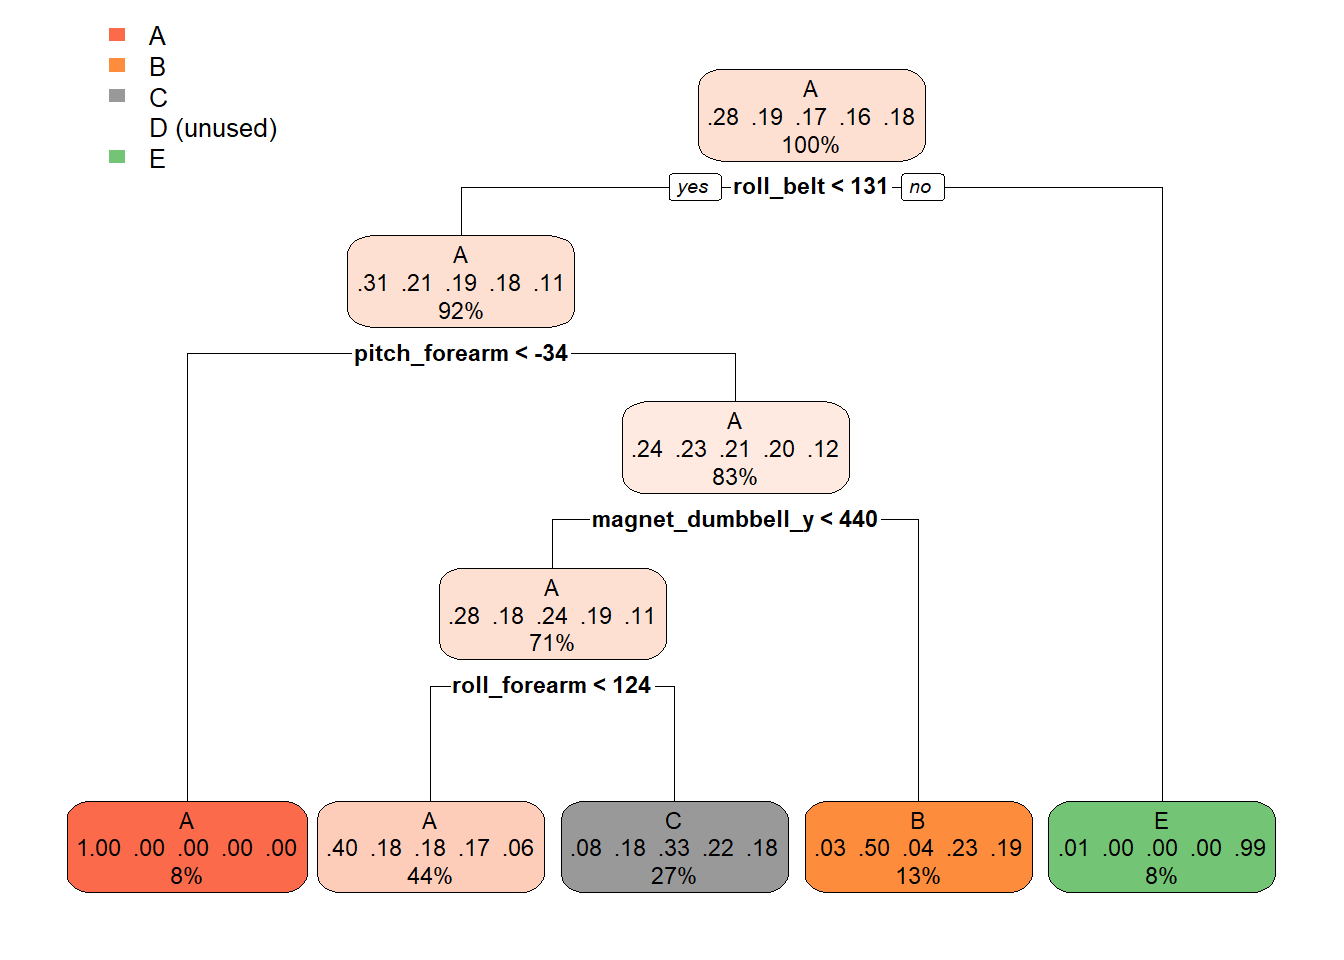 A
B
C
D (unused)
E
A
.28 .19 .17 .16 .18
100%
yes roll_belt < 131 no
A
.31 .21 .19 .18 .11
92%
pitch_forearm < -34
A
.24 .23 .21 .20 .12
83%
magnet_dumbbell_y < 440
A
.28 .18 .24 .19 .11
71%
roll_forearm < 124
A
1.00 .00 .00 .00 .00
8%
A
.40 .18 .18 .17 .06
44%
C
.08 .18 .33 .22 .18
27%
B
.03 .50 .04 .23 .19
13%
E
.01 .00 .00 .00 .99
8%